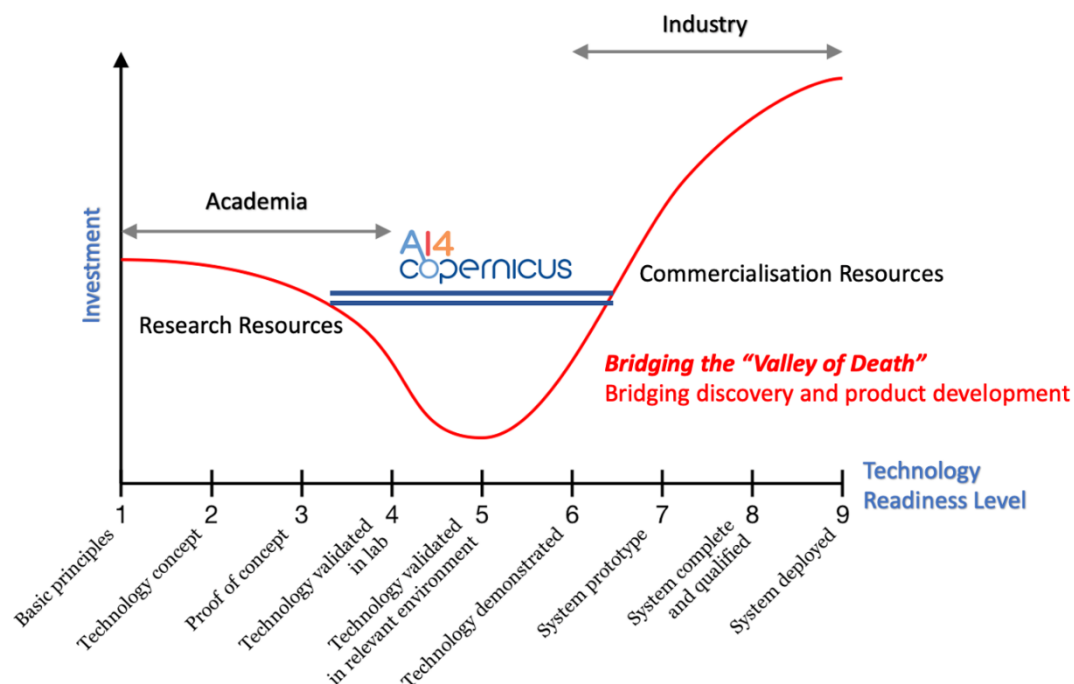 Industry
Academia
AI4
copernicus
Investment
Commercialisation Resources
Research Resources
Bridging the “Valley of Death”
Bridging discovery and product development
Technology
Readiness Level
1
2
3
4
5
6
7
8
9
Basic principles
Technology concept
Proof of concept
Technology validated
in lab
Technology validated
in relevant environment
Technology demonstrated
System prototype
System complete
and qualified
System deployed